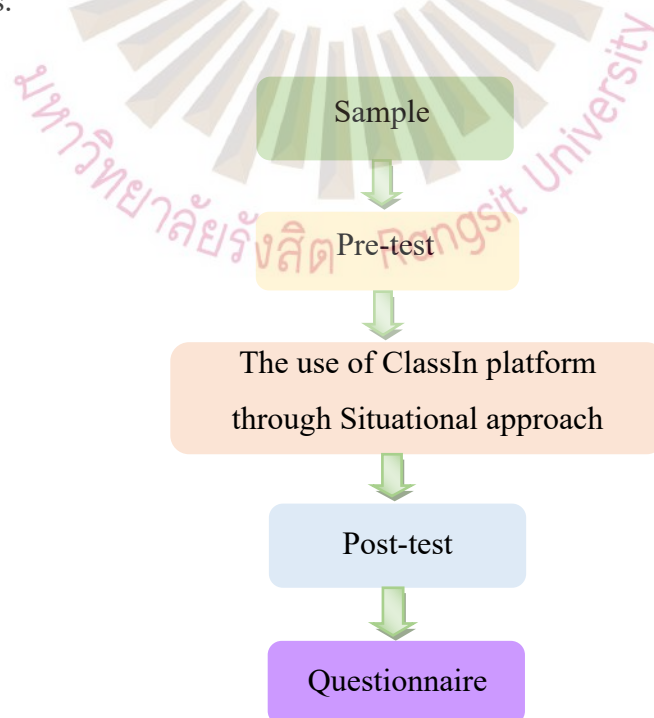 s.
Sample
มหาวิทยาลัยรังสิต Rangsit University
Pre-test
The use of ClassIn platform
through Situational approach
Post-test
Questionnaire